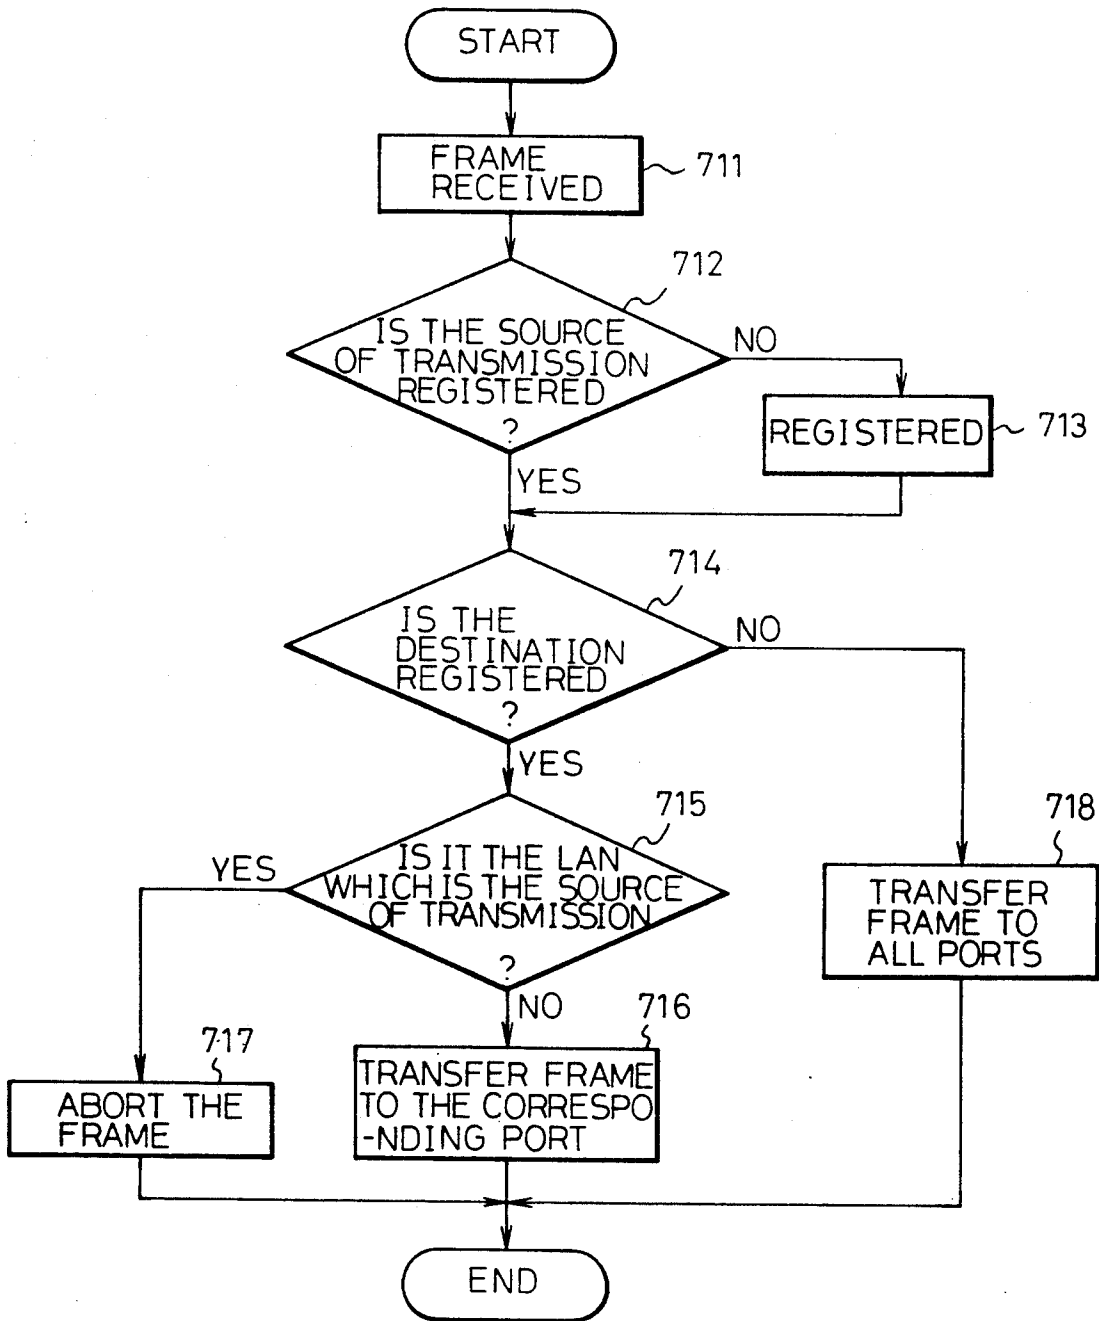 START
FRAME
RECEIVED
711
712
IS THE SOURCE
OF TRANSMISSION
REGISTERED
?
NO
REGISTERED
713
YES
714
IS THE
DESTINATION
REGISTERED
?
NO
YES
715
IS IT THE LAN
WHICH IS THE SOURCE
OF TRANSMISSION
?
YES
NO
718
TRANSFER
FRAME TO
ALL PORTS
717
ABORT THE
FRAME
716
TRANSFER FRAME
TO THE CORRESPO
-NDING PORT
END